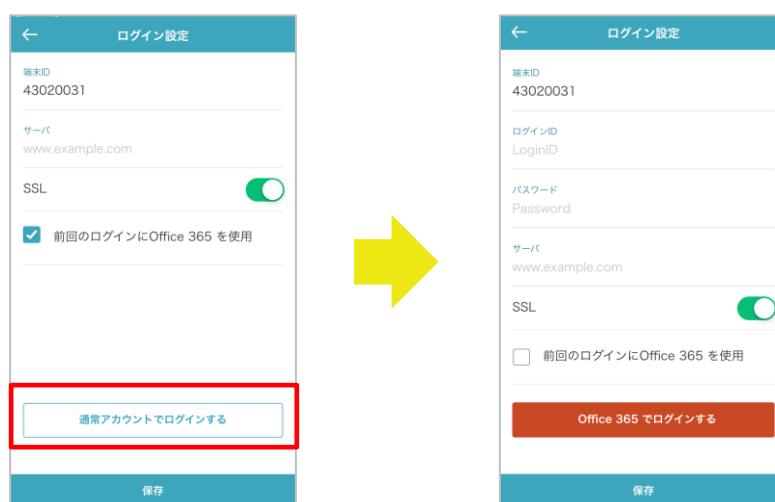 ログイン設定
端末ID
43020031
サーバ
www.example.com
SSL
前回のログインにOffice 365 を使用
通常アカウントでログインする
保存
ログイン設定
端末ID
43020031
ログインID
LoginID
パスワード
Password
サーバ
www.example.com
SSL
前回のログインにOffice 365 を使用
Office 365 でログインする
保存